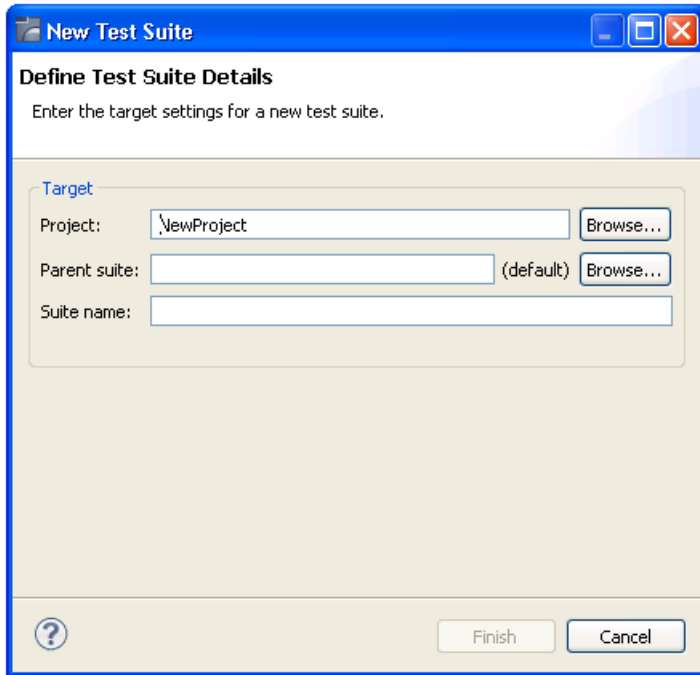 New Test Suite
Define Test Suite Details
Enter the target settings for a new test suite.
Target
Project: \NewProject Browse...
Parent suite: (default) Browse...
Suite name:
? Finish Cancel